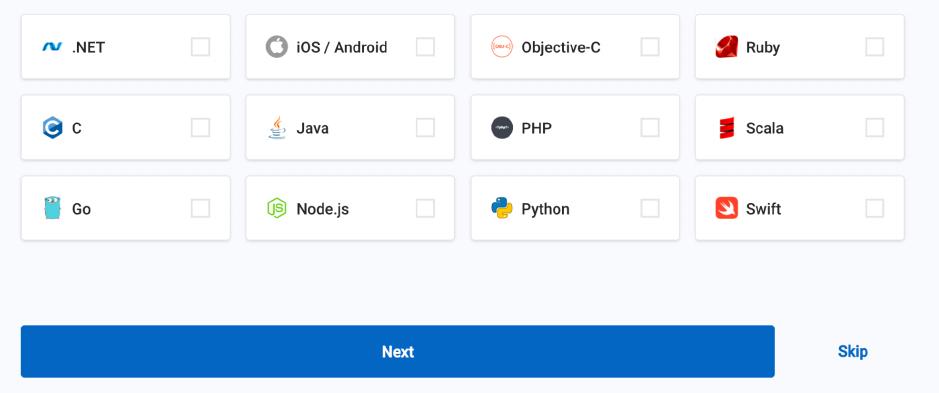 .NET
iOS / Android
Objective-C
Ruby
C
Java
PHP
Scala
Go
Node.js
Python
Swift
Next
Skip